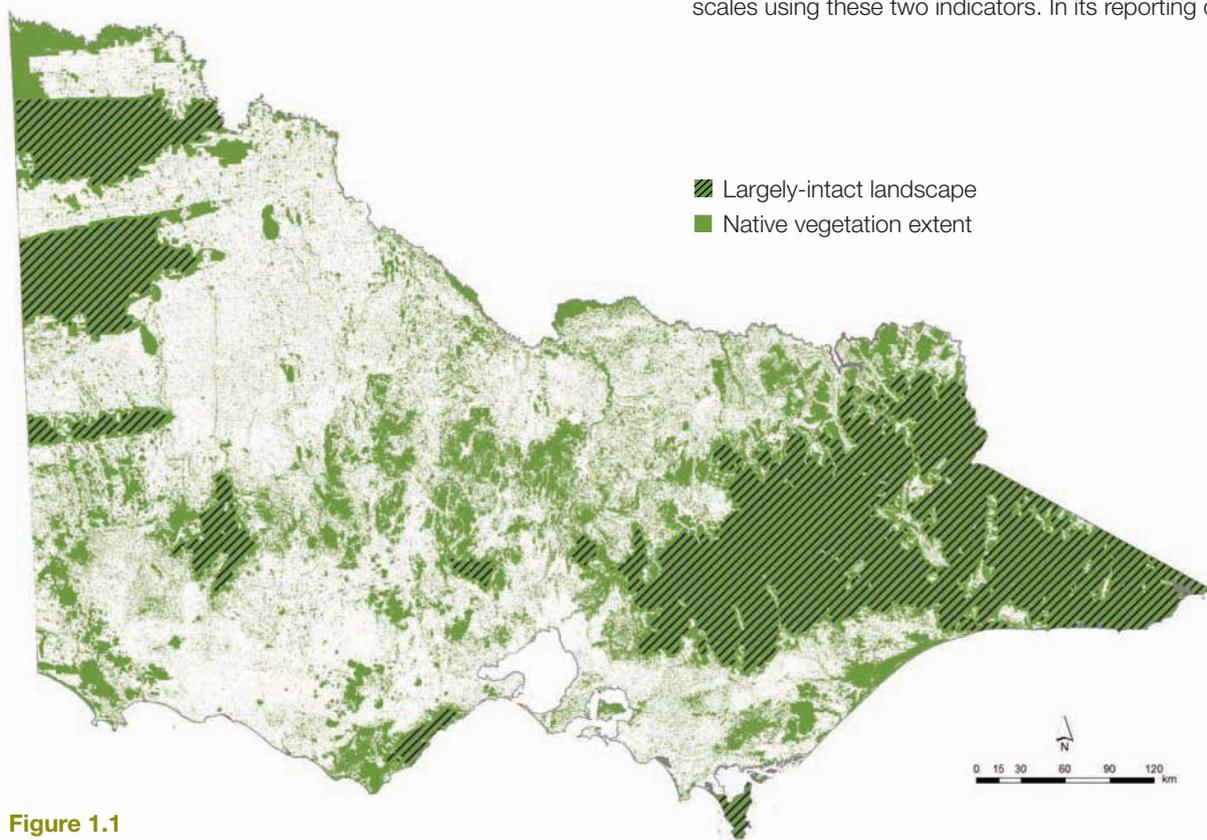 scales using these two indicators. In its reporting o
Largely-intact landscape
Native vegetation extent
N
0 15 30 60 90 120
km
Figure 1.1